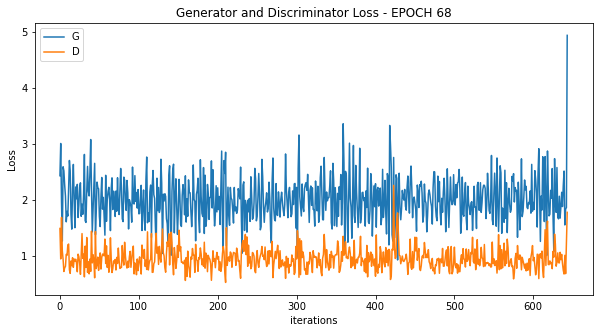 Generator and Discriminator Loss - EPOCH 68
G
D
Loss
5
4
3
2
1
0
100
200
300
400
500
600
iterations